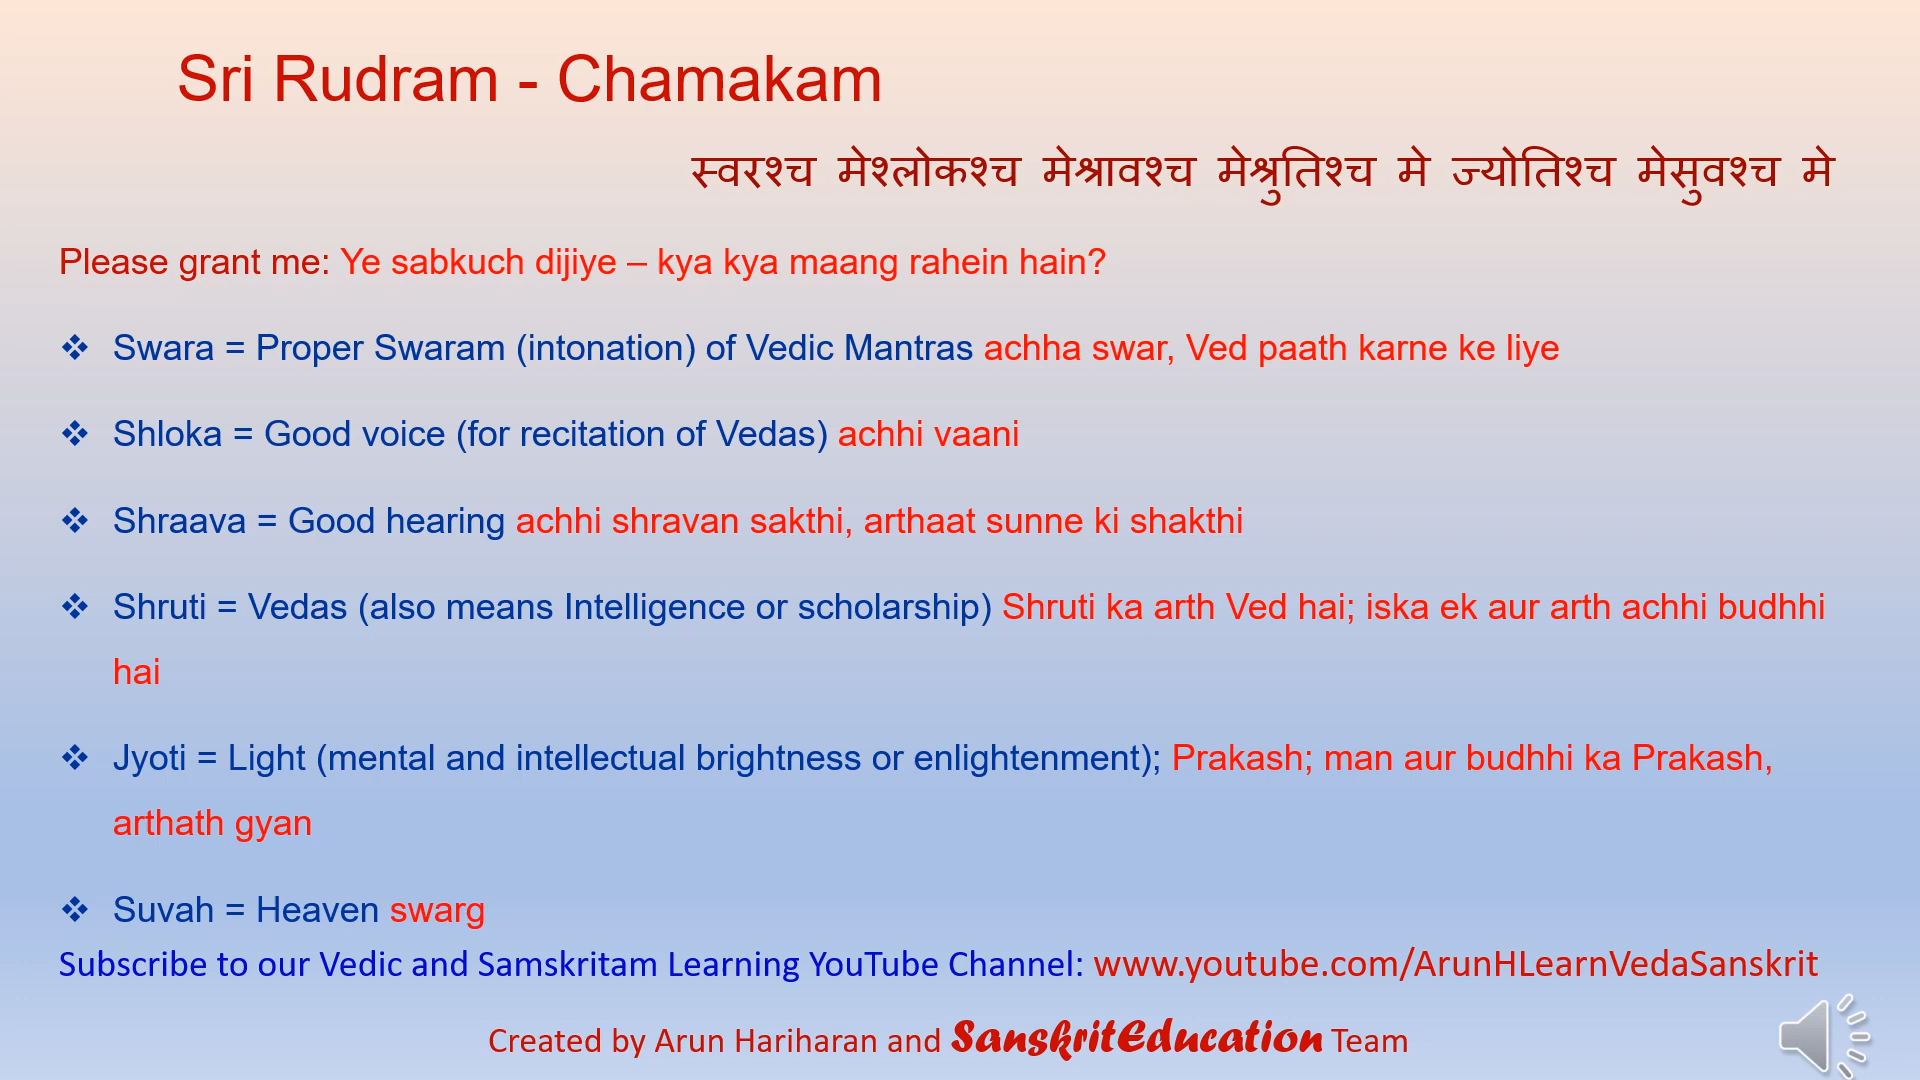 Sri Rudram - Chamakam
स्वरश्च मेश्लोकश्च मेश्रावश्च मेश्रुतिश्च मे ज्योतिश्च मेसुवश्च मे
Please grant me: Ye sabkuch dijiye – kya kya maang rahein hain?
❖ Swara = Proper Swaram (intonation) of Vedic Mantras achha swar, Ved paath karne ke liye
❖ Shloka = Good voice (for recitation of Vedas) achhi vaani
❖ Shraava = Good hearing achhi shravan sakthi, arthaat sunne ki shakthi
❖ Shruti = Vedas (also means Intelligence or scholarship) Shruti ka arth Ved hai; iska ek aur arth achhi budhhi
hai
❖ Jyoti = Light (mental and intellectual brightness or enlightenment); Prakash; man aur budhhi ka Prakash,
arthath gyan
❖ Suvah = Heaven swarg
Subscribe to our Vedic and Samskritam Learning YouTube Channel: www.youtube.com/ArunHLearnVedaSanskrit
Created by Arun Hariharan and SanskritEducation Team